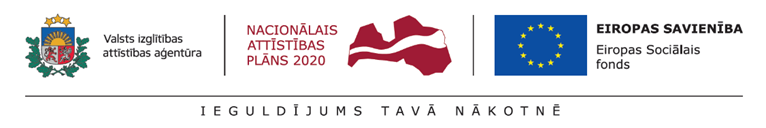 Valsts izglītības
attīstības aģentūra
NACIONĀLAIS
ATTĪSTĪBAS
PLĀNS 2020
EIROPAS SAVIENĪBA
Eiropas Sociālais
fonds
IEGULDĪJUMS TAVĀ NĀKOTNĒ